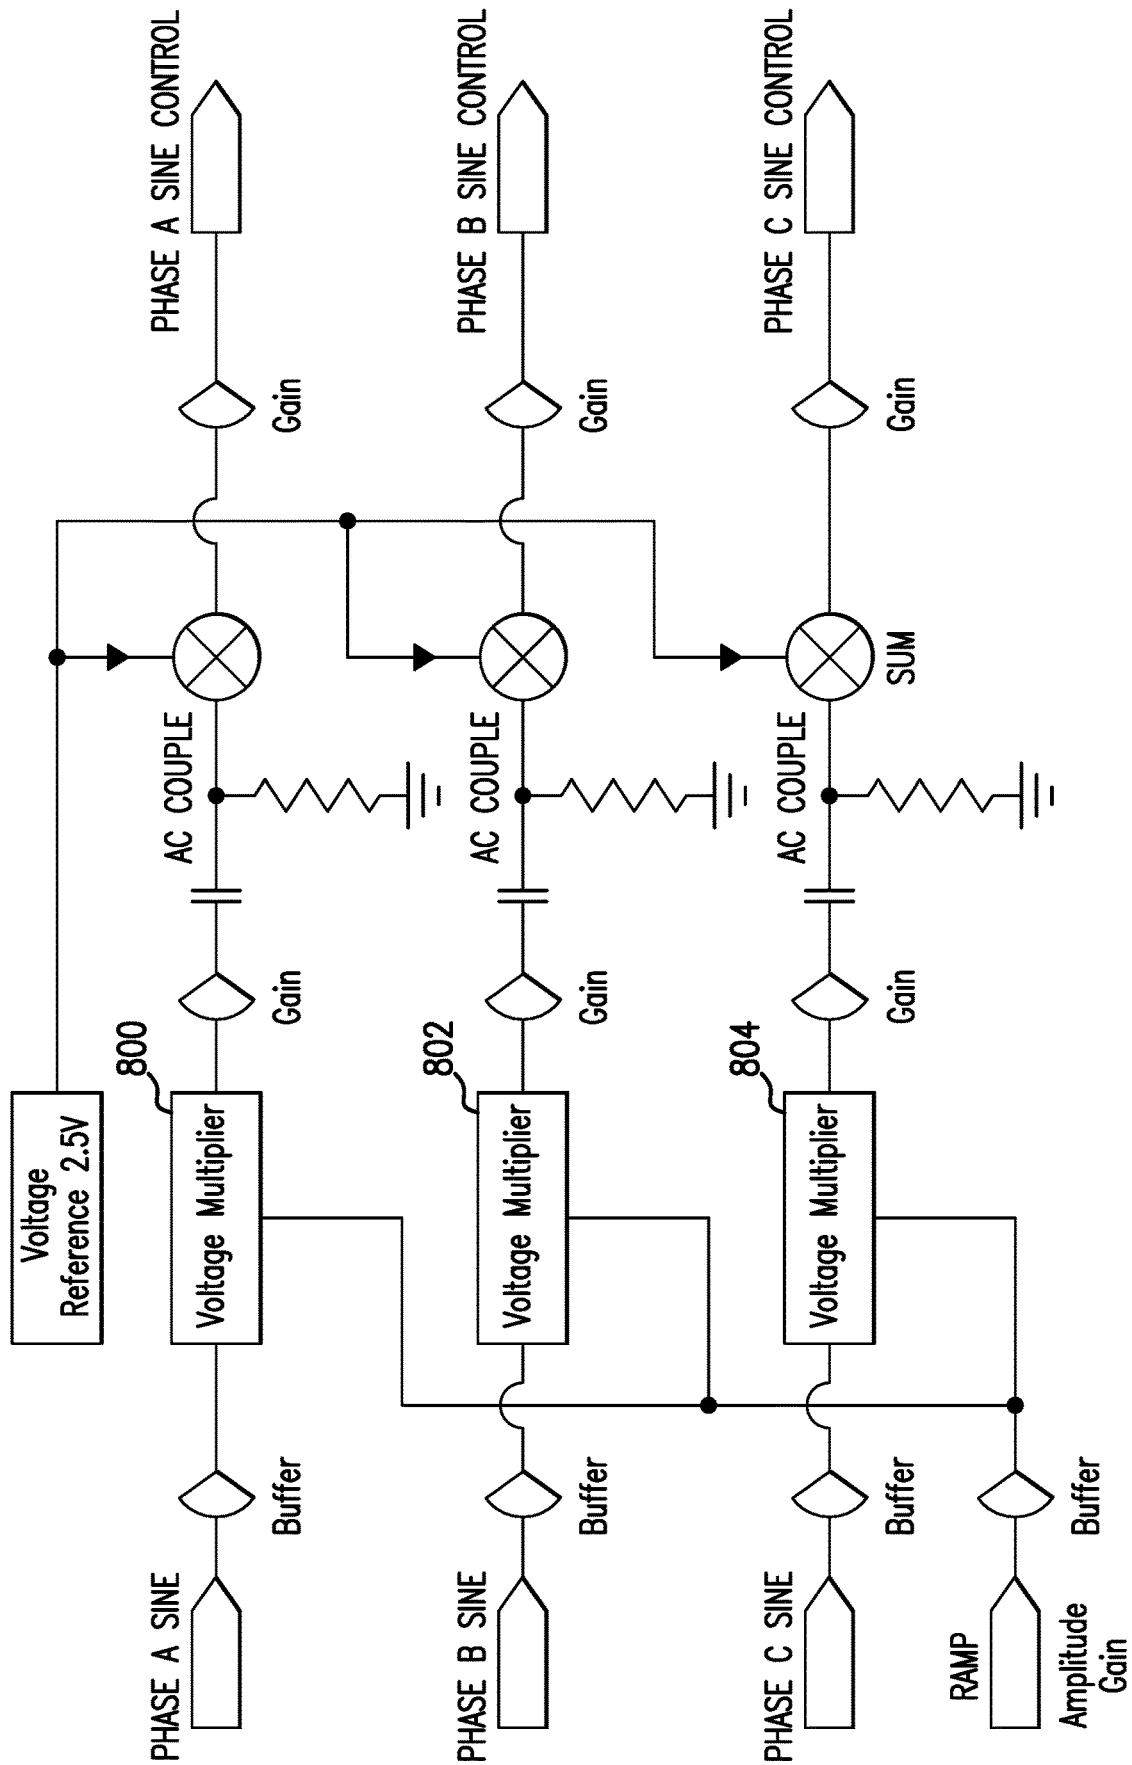 Voltage
Reference 2.5V
PHASE A SINE
Buffer
800
Voltage Multiplier
Gain
AC COUPLE
Gain
PHASE A SINE CONTROL
PHASE B SINE
Buffer
802
Voltage Multiplier
Gain
AC COUPLE
Gain
PHASE B SINE CONTROL
PHASE C SINE
Buffer
804
Voltage Multiplier
Gain
AC COUPLE
SUM
Gain
PHASE C SINE CONTROL
RAMP
Amplitude
Gain
Buffer